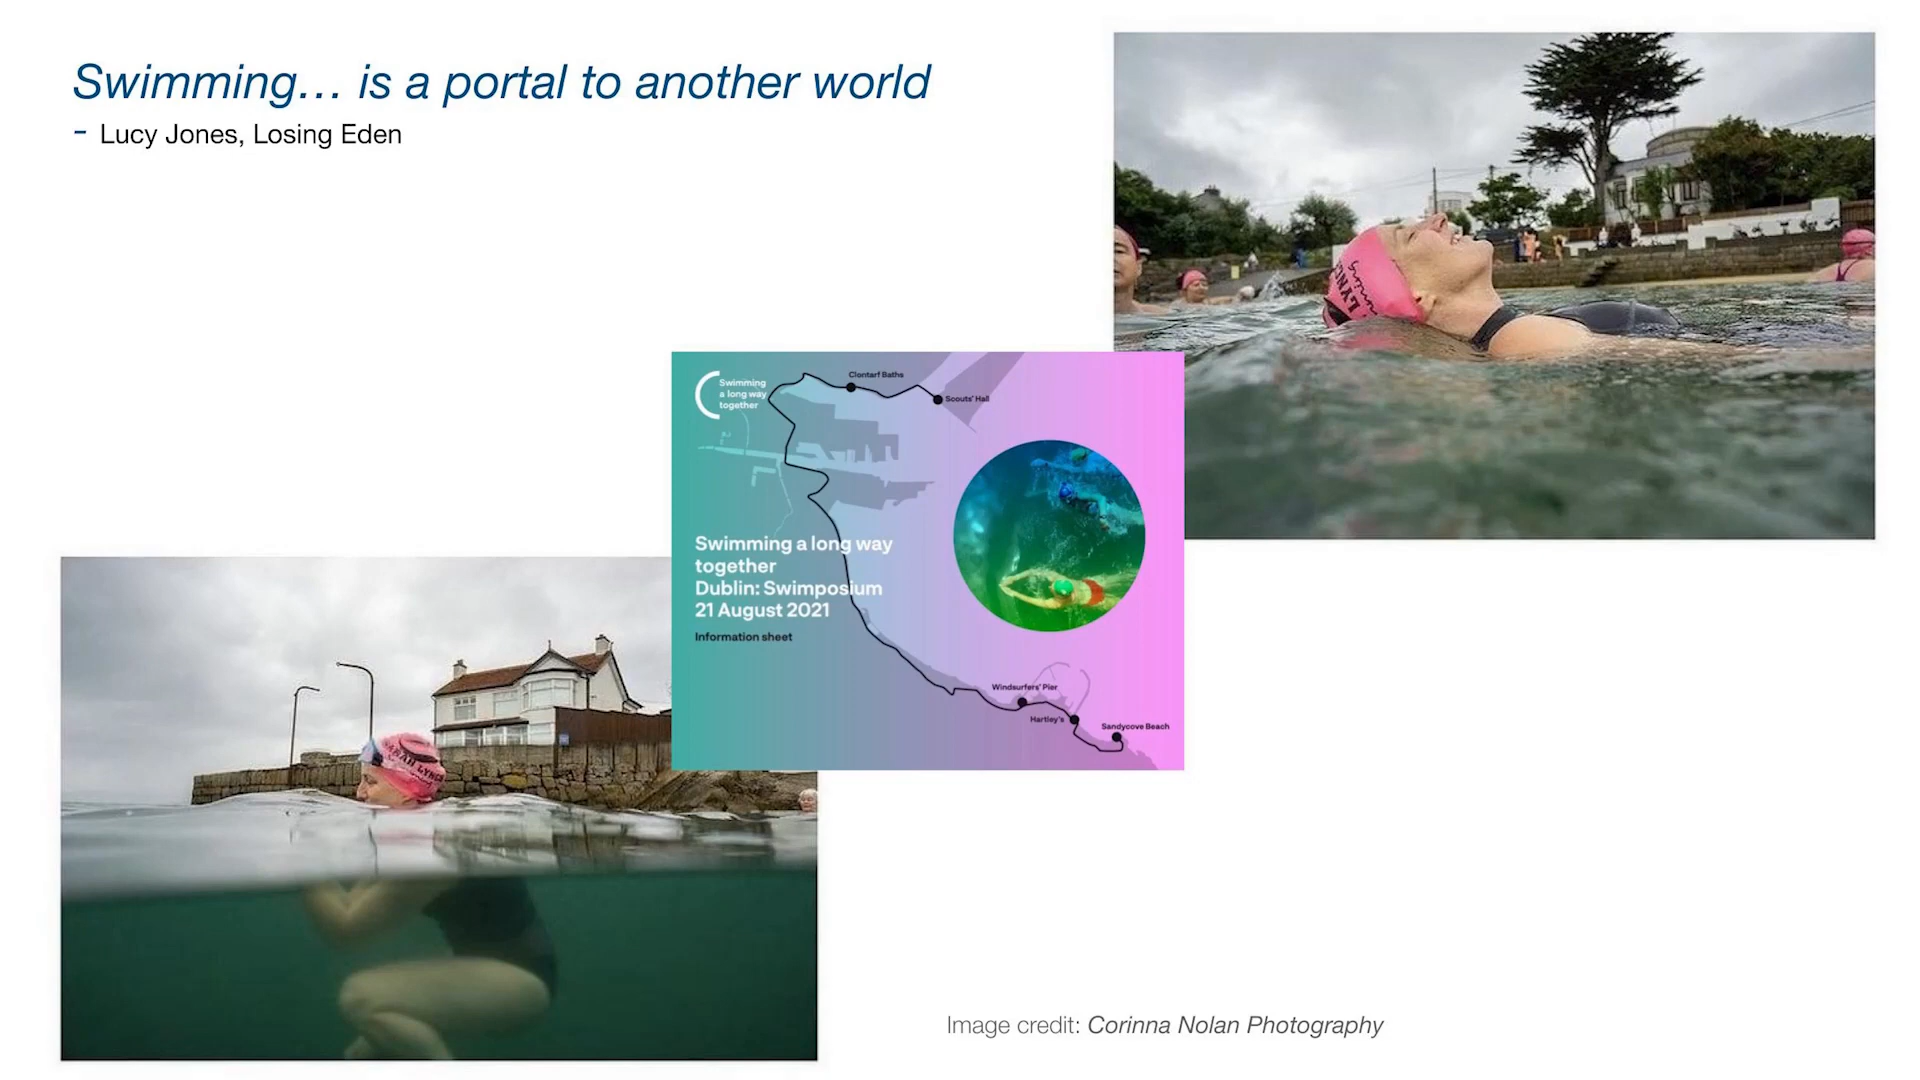 Swimming… is a portal to another world
- Lucy Jones, Losing Eden
Swimming
a long way
together
Clontarf Baths
Scouts' Hall
Swimming a long way
together
Dublin: Swimposium
21 August 2021
Information sheet
Windsurfers' Pier
Hartley's
Sandycove Beach
Image credit: Corinna Nolan Photography